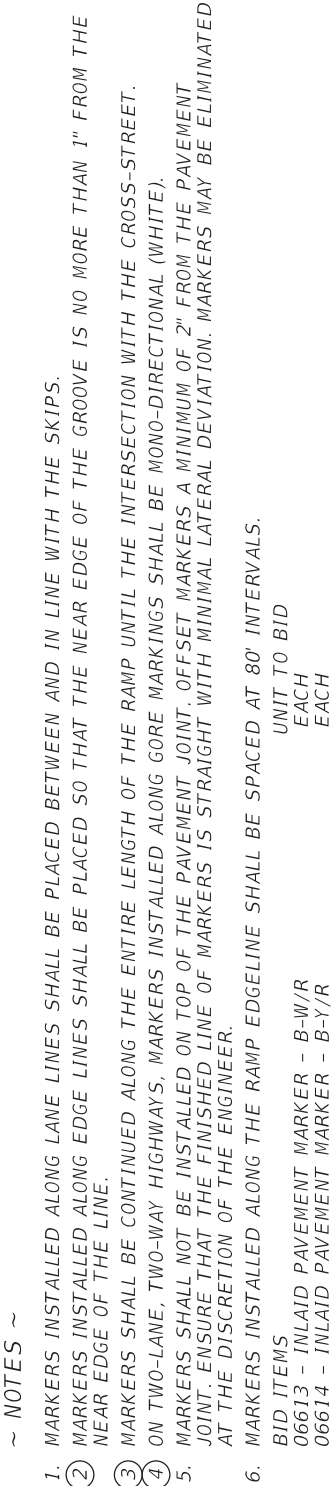 ~ NOTES ~
1. MARKERS INSTALLED ALONG LANE LINES SHALL BE PLACED BETWEEN AND IN LINE WITH THE SKIPS.
2 MARKERS INSTALLED ALONG EDGE LINES SHALL BE PLACED SO THAT THE NEAR EDGE OF THE GROOVE IS NO MORE THAN 1" FROM THE
NEAR EDGE OF THE LINE.
3 MARKERS SHALL BE CONTINUED ALONG THE ENTIRE LENGTH OF THE RAMP UNTIL THE INTERSECTION WITH THE CROSS-STREET.
4 ON TWO-LANE, TWO-WAY HIGHWAYS, MARKERS INSTALLED ALONG GORE MARKINGS SHALL BE MONO-DIRECTIONAL (WHITE).
5. MARKERS SHALL NOT BE INSTALLED ON TOP OF THE PAVEMENT JOINT. OFFSET MARKERS A MINIMUM OF 2" FROM THE PAVEMENT
JOINT. ENSURE THAT THE FINISHED LINE OF MARKERS IS STRAIGHT WITH MINIMAL LATERAL DEVIATION. MARKERS MAY BE ELIMINATED
AT THE DISCRETION OF THE ENGINEER.
6. MARKERS INSTALLED ALONG THE RAMP EDGELINE SHALL BE SPACED AT 80' INTERVALS.
BID ITEMS UNIT TO BID
06613 - INLAID PAVEMENT MARKER - B-W/R EACH
06614 - INLAID PAVEMENT MARKER - B-Y/R EACH